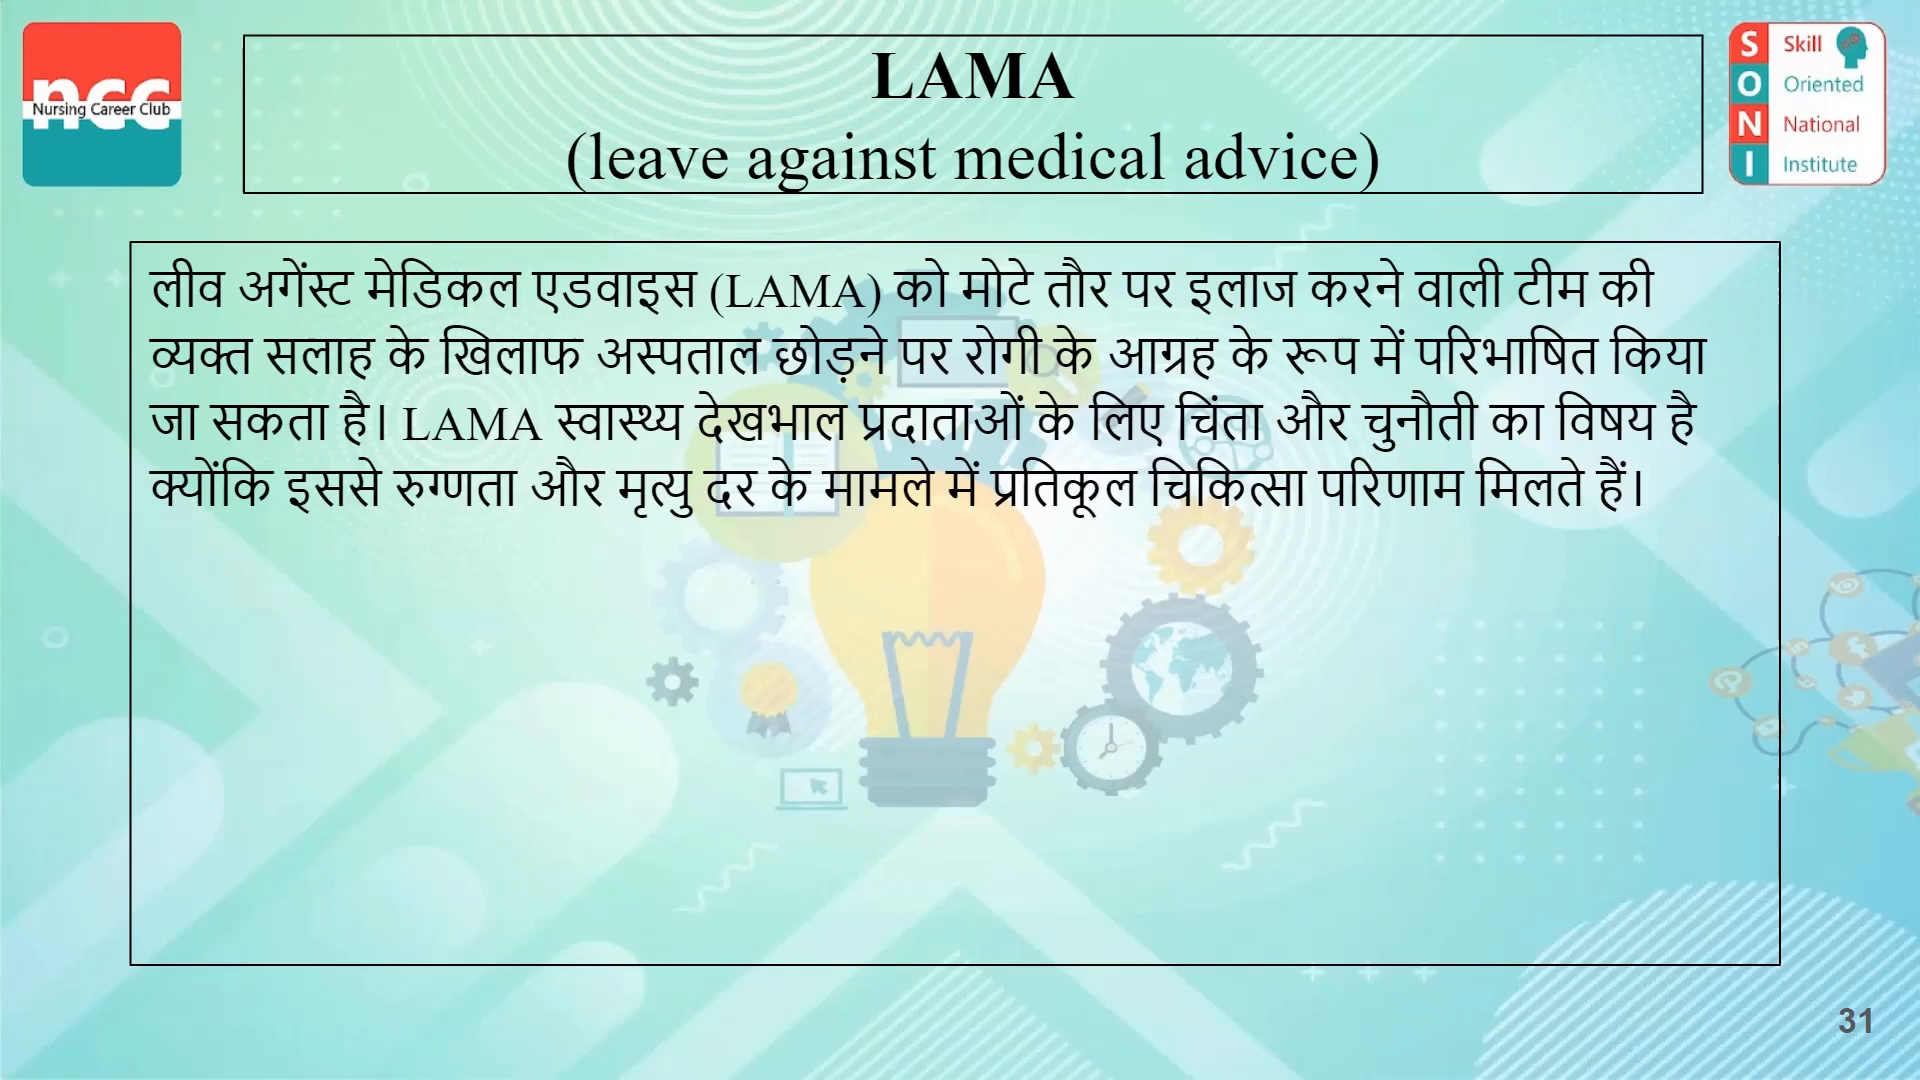 ncc
Nursing Career Club
LAMA
(leave against medical advice)
S Skill
O Oriented
N National
I Institute
लीव अगेंस्ट मेडिकल एडवाइस (LAMA) को मोटे तौर पर इलाज करने वाली टीम की
व्यक्त सलाह के खिलाफ अस्पताल छोड़ने पर रोगी के आग्रह के रूप में परिभाषित किया
जा सकता है। LAMA स्वास्थ्य देखभाल प्रदाताओं के लिए चिंता और चुनौती का विषय है
क्योंकि इससे रुग्णता और मृत्यु दर के मामले में प्रतिकूल चिकित्सा परिणाम मिलते हैं।
31